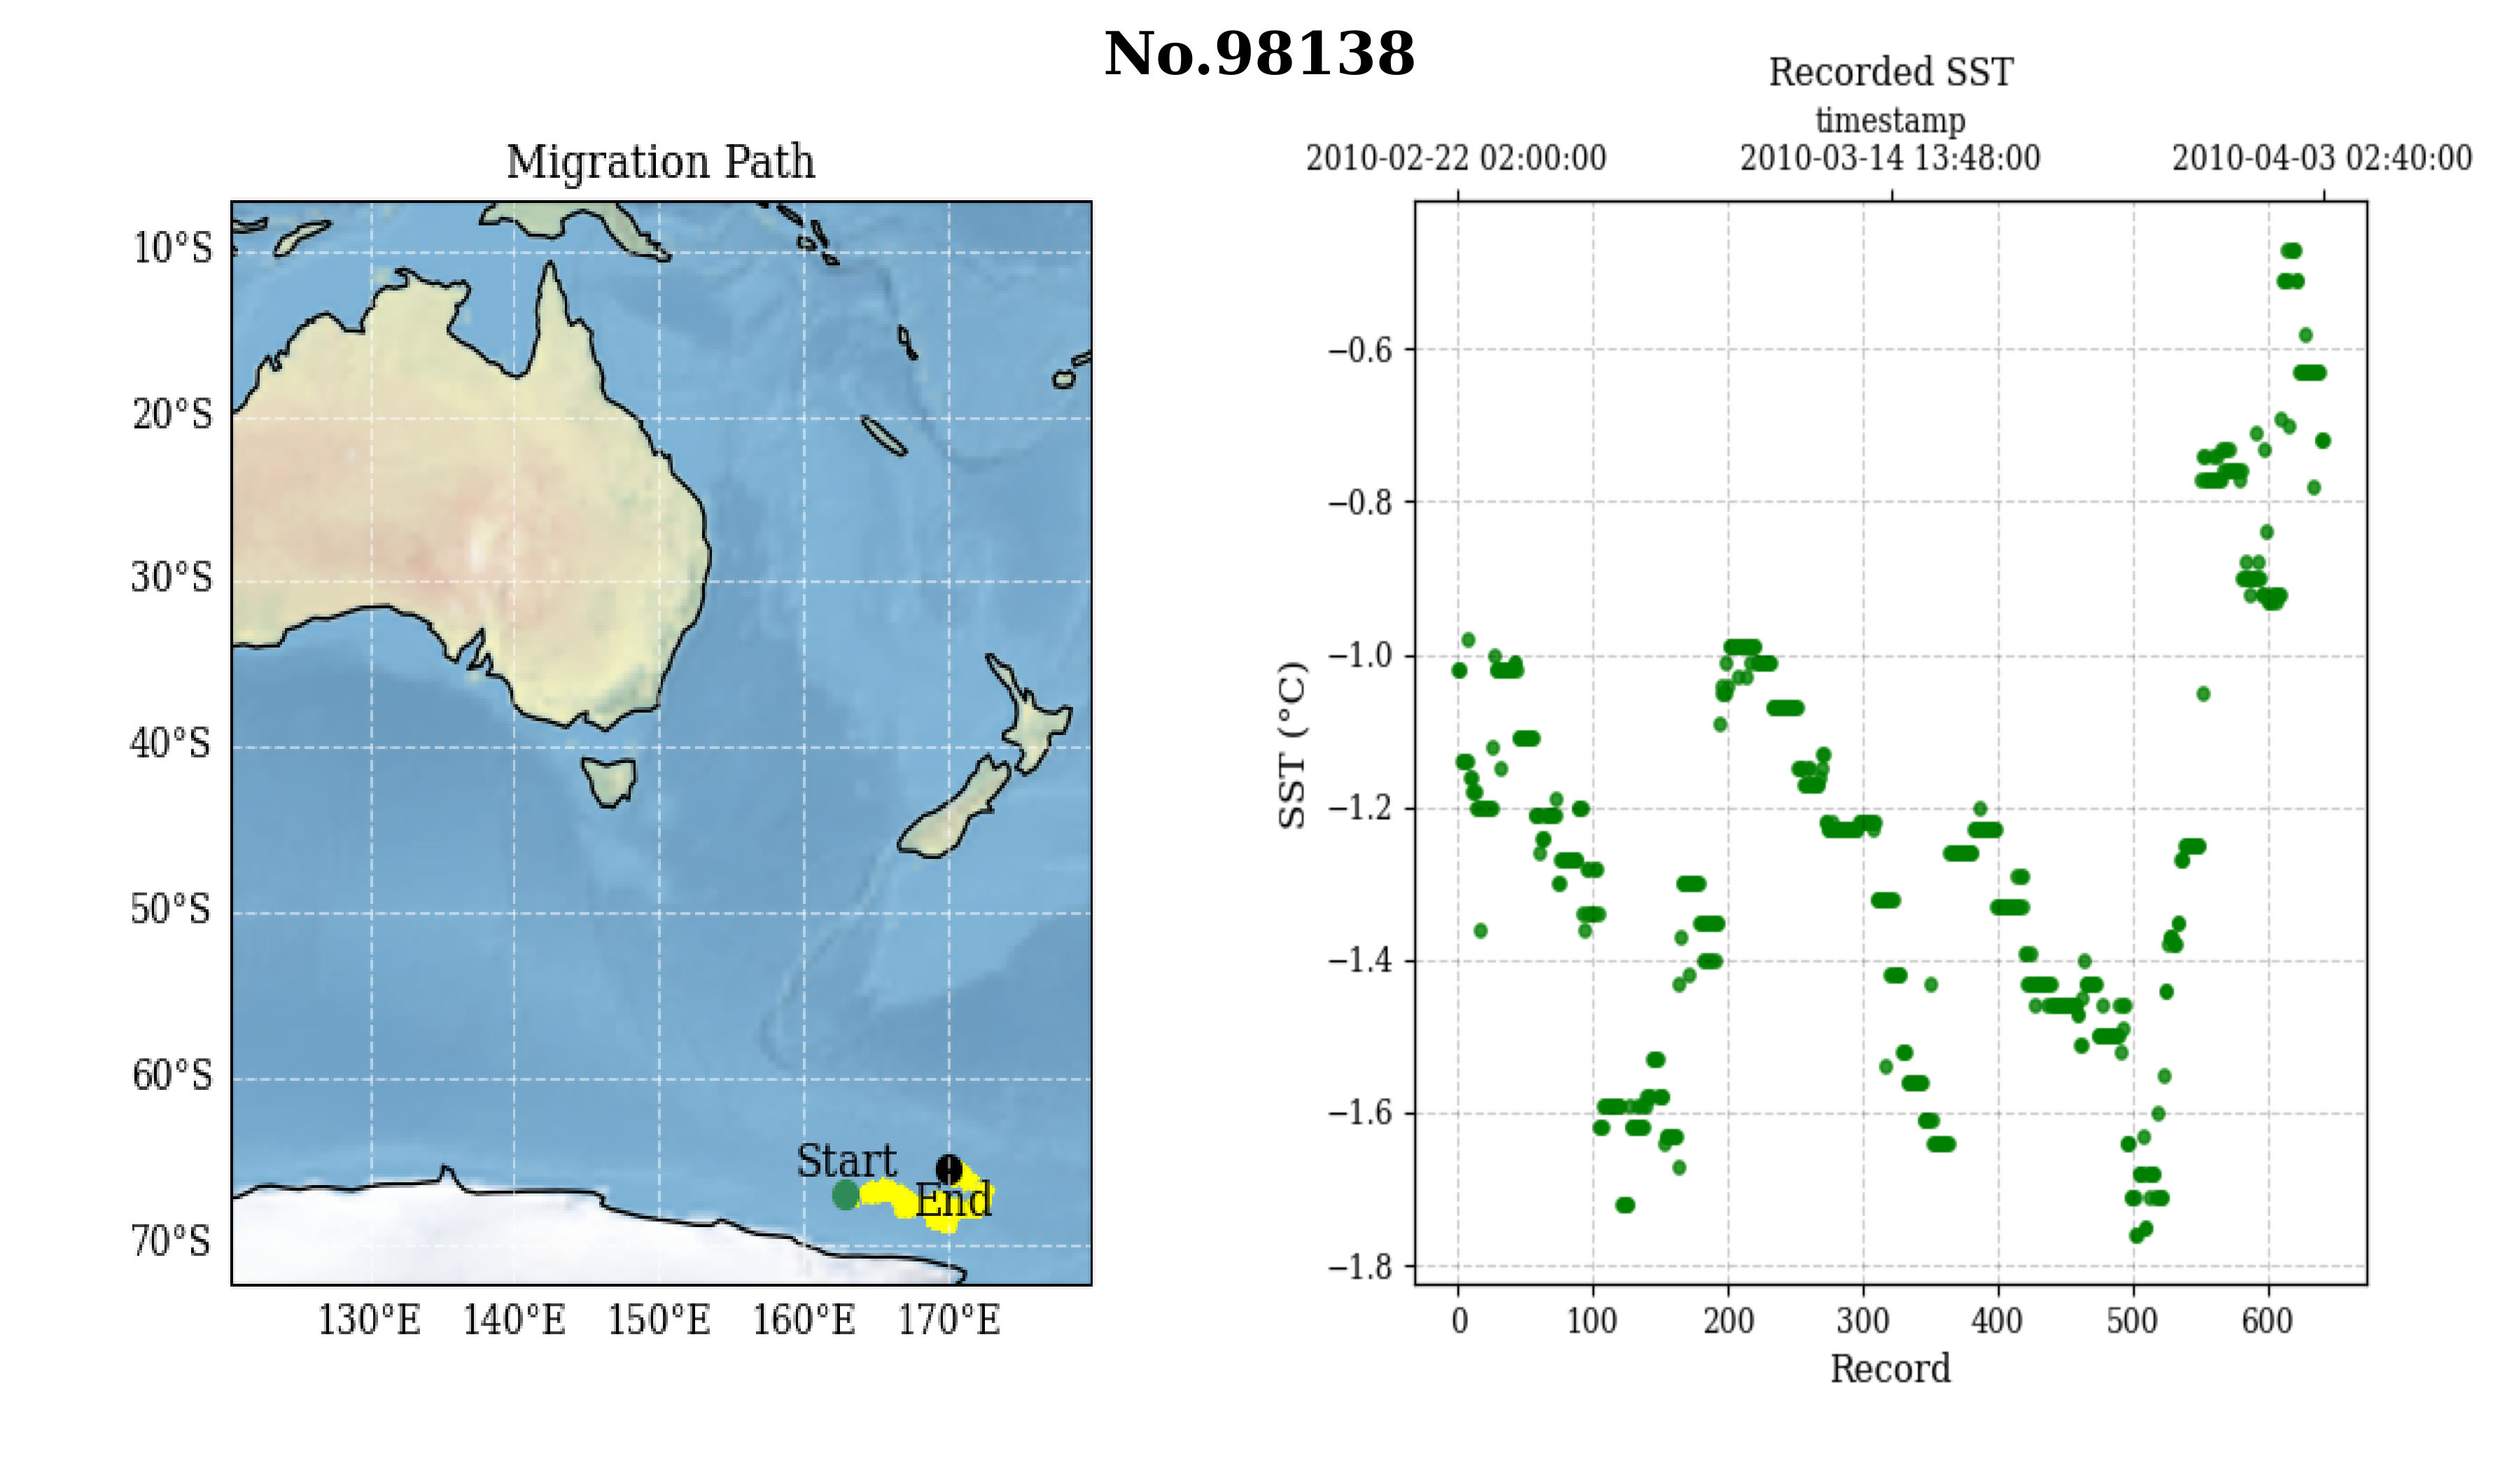 No.98138
Migration Path
10°S
20°S
30°S
40°S
50°S
60°S
70°S
130°E 140°E 150°E 160°E 170°E
Start
End
Recorded SST
timestamp
2010-02-22 02:00:00 2010-03-14 13:48:00 2010-04-03 02:40:00
SST (°C)
−0.6
−0.8
−1.0
−1.2
−1.4
−1.6
−1.8
0 100 200 300 400 500 600
Record